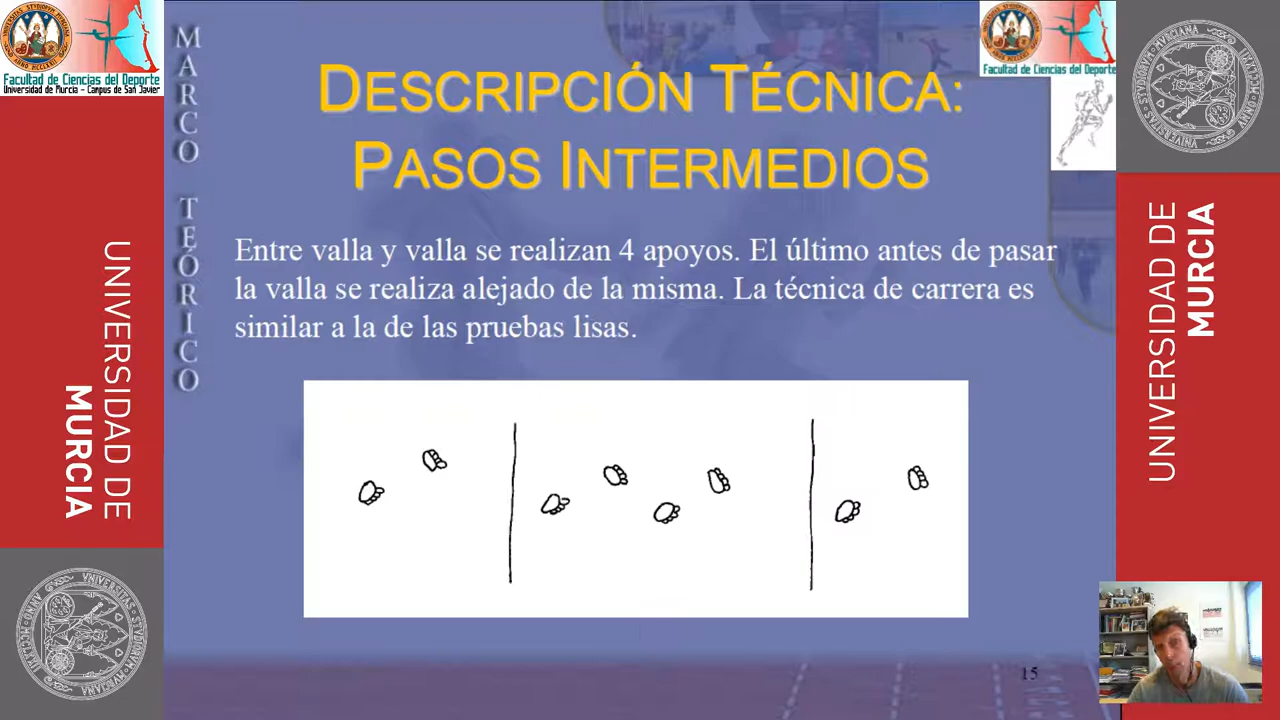 Facultad de Ciencias del Deporte
Universidad de Murcia - Campus de San Javier
UNIVERSIDAD DE
MURCIA
MARCO TEÓRICO
DESCRIPCIÓN TÉCNICA:
PASOS INTERMEDIOS
Entre valla y valla se realizan 4 apoyos. El último antes de pasar
la valla se realiza alejado de la misma. La técnica de carrera es
similar a la de las pruebas lisas.
15
Facultad de Ciencias del Deporte
UNIVERSIDAD DE
MURCIA